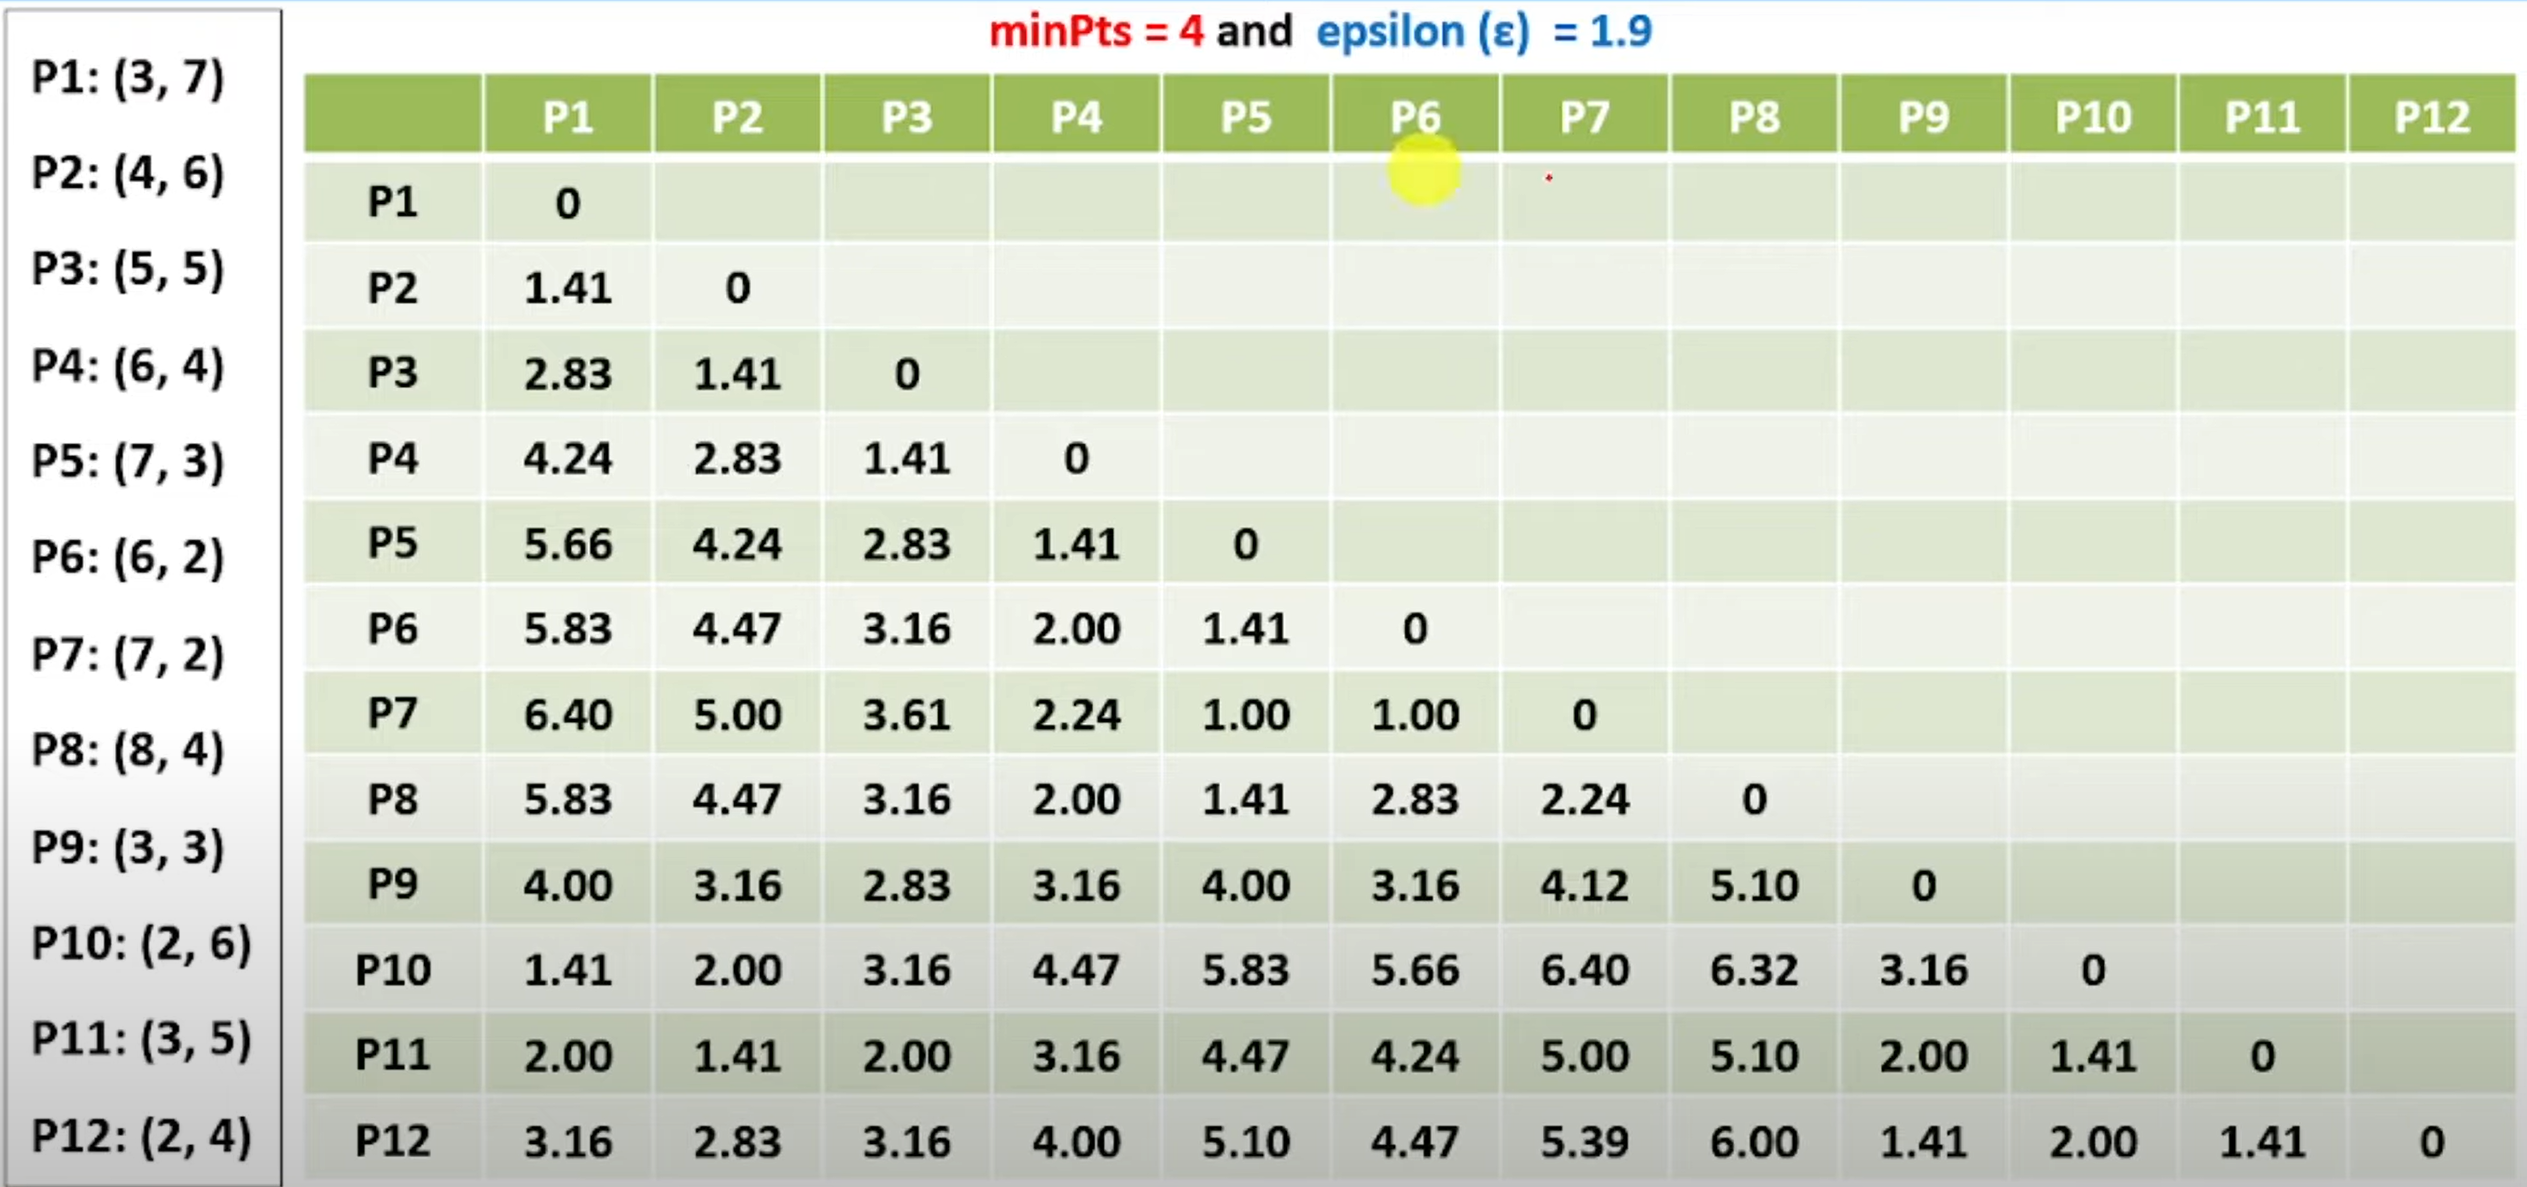 minPts = 4 and epsilon (ε) = 1.9
P1: (3, 7)
P2: (4, 6)
P3: (5, 5)
P4: (6, 4)
P5: (7, 3)
P6: (6, 2)
P7: (7, 2)
P8: (8, 4)
P9: (3, 3)
P10: (2, 6)
P11: (3, 5)
P12: (2, 4)
P1 P2 P3 P4 P5 P6 P7 P8 P9 P10 P11 P12
P1 0
P2 1.41 0
P3 2.83 1.41 0
P4 4.24 2.83 1.41 0
P5 5.66 4.24 2.83 1.41 0
P6 5.83 4.47 3.16 2.00 1.41 0
P7 6.40 5.00 3.61 2.24 1.00 1.00 0
P8 5.83 4.47 3.16 2.00 1.41 2.83 2.24 0
P9 4.00 3.16 2.83 3.16 4.00 3.16 4.12 5.10 0
P10 1.41 2.00 3.16 4.47 5.83 5.66 6.40 6.32 3.16 0
P11 2.00 1.41 2.00 3.16 4.47 4.24 5.00 5.10 2.00 1.41 0
P12 3.16 2.83 3.16 4.00 5.10 4.47 5.39 6.00 1.41 2.00 1.41 0